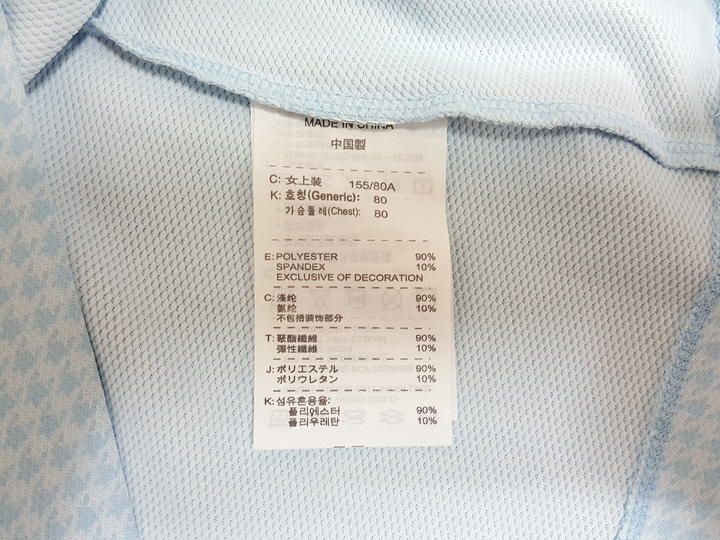 MADE IN CHINA
中国製
C: 女上装 155/80A
K: 호칭(Generic): 80
가슴둘레(Chest): 80
E: POLYESTER 90%
SPANDEX 10%
EXCLUSIVE OF DECORATION
C: 涤纶 90%
氨纶 10%
不包括装饰部分
T: 聚酯纖維 90%
彈性纖維 10%
J: ポリエステル 90%
ポリウレタン 10%
K: 섬유혼용율:
폴리에스터 90%
폴리우레탄 10%